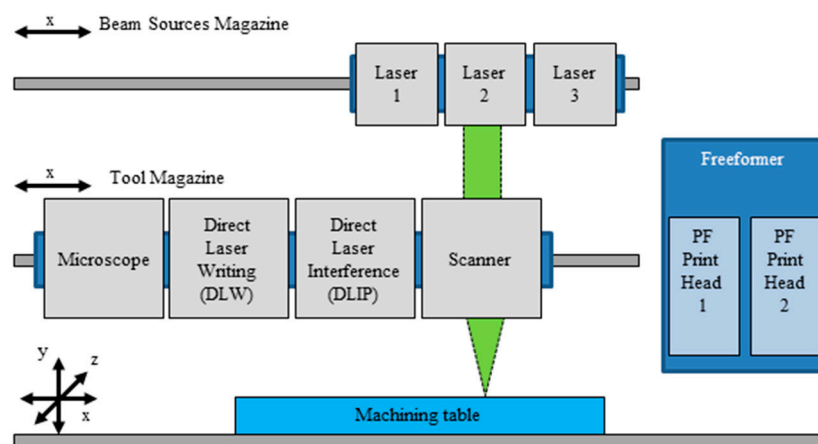 x
Beam Sources Magazine
Laser
1
Laser
2
Laser
3
x
Tool Magazine
Microscope
Direct
Laser
Writing
(DLW)
Direct
Laser
Interference
(DLIP)
Scanner
Freeformer
PF
Print
Head
1
PF
Print
Head
2
y
z
x
Machining table